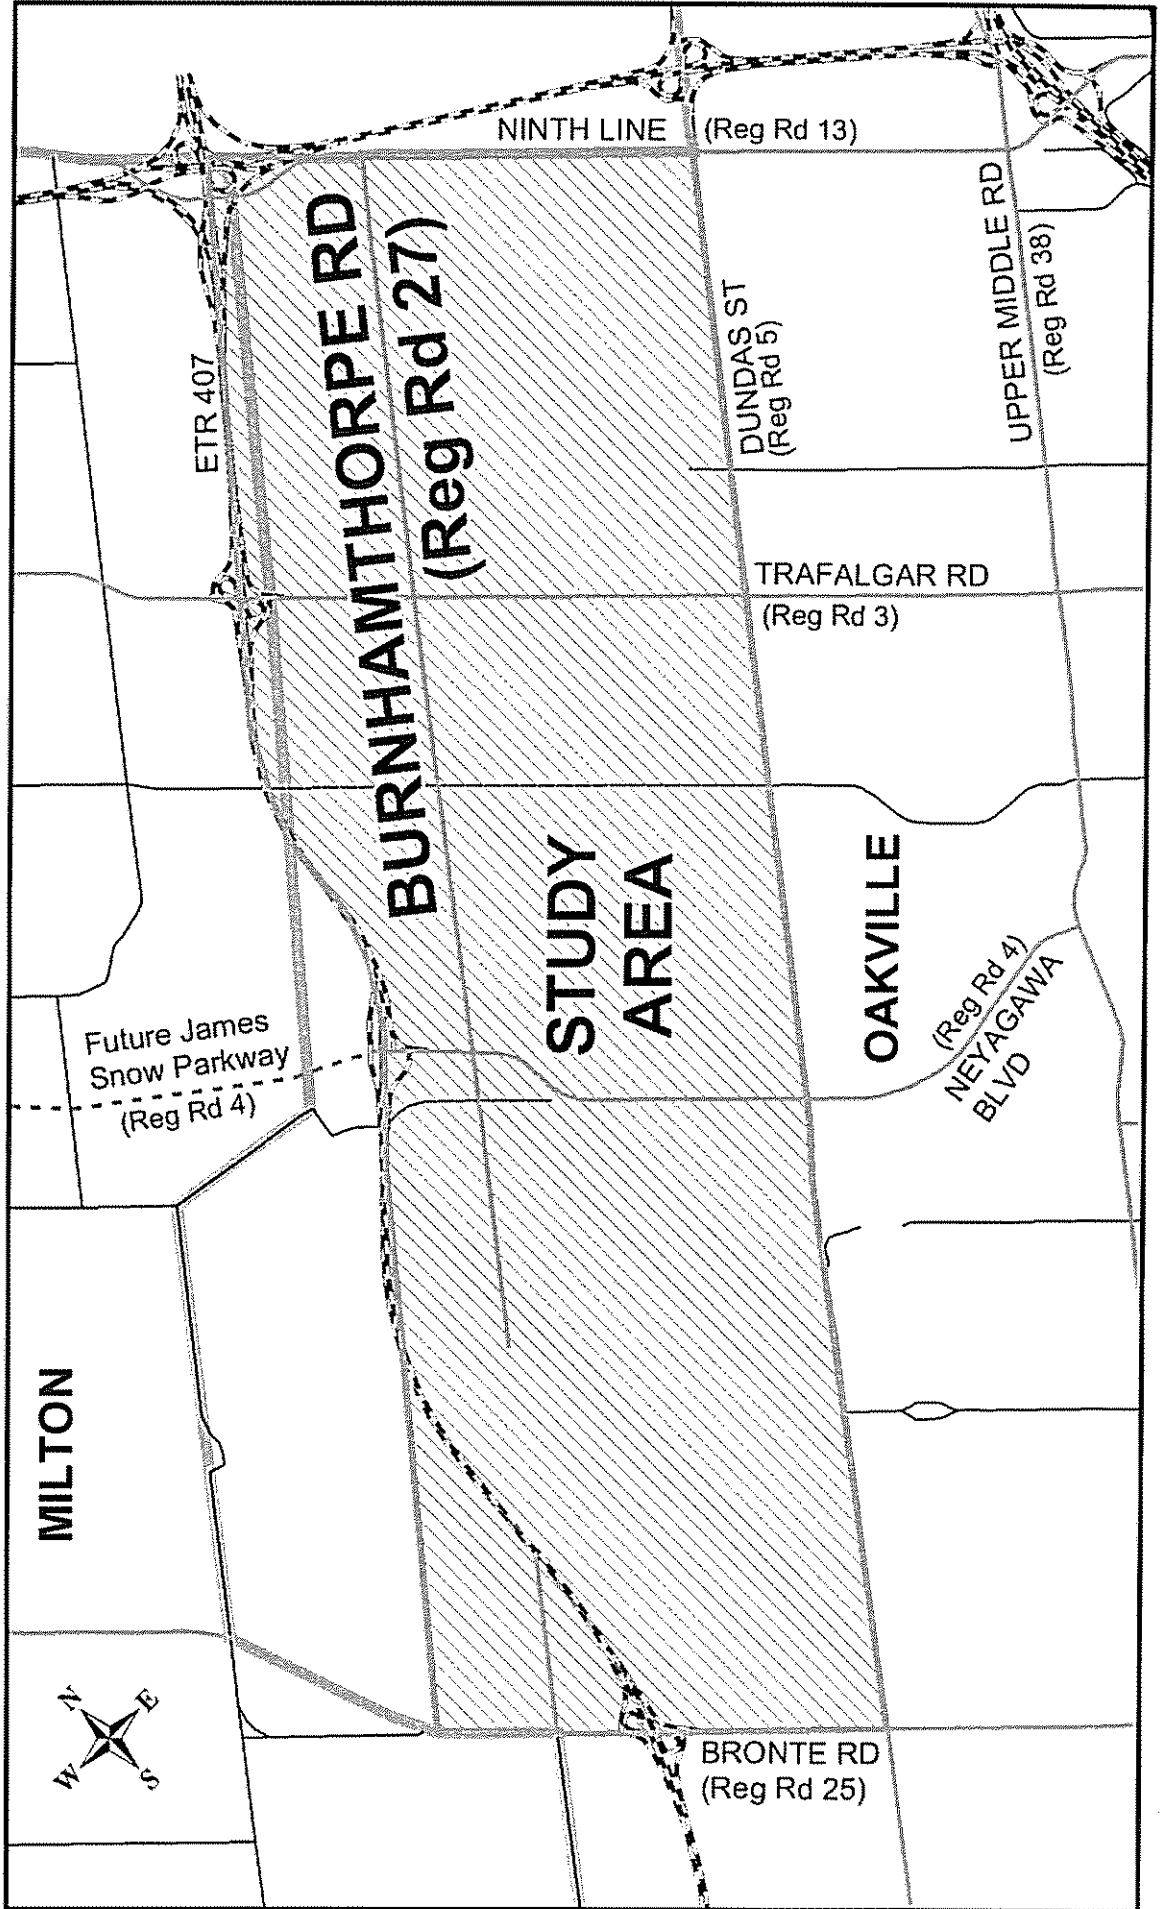 NINTH LINE (Reg Rd 13)
ETR 407
BURNHAMTHORPE RD
(Reg Rd 27)
DUNDAS ST
(Reg Rd 5)
UPPER MIDDLE RD
(Reg Rd 38)
TRAFALGAR RD
(Reg Rd 3)
STUDY
AREA
OAKVILLE
Future James
Snow Parkway
(Reg Rd 4)
(Reg Rd 4)
NEYAGAWA
BLVD
MILTON
N
E
W
S
BRONTE RD
(Reg Rd 25)